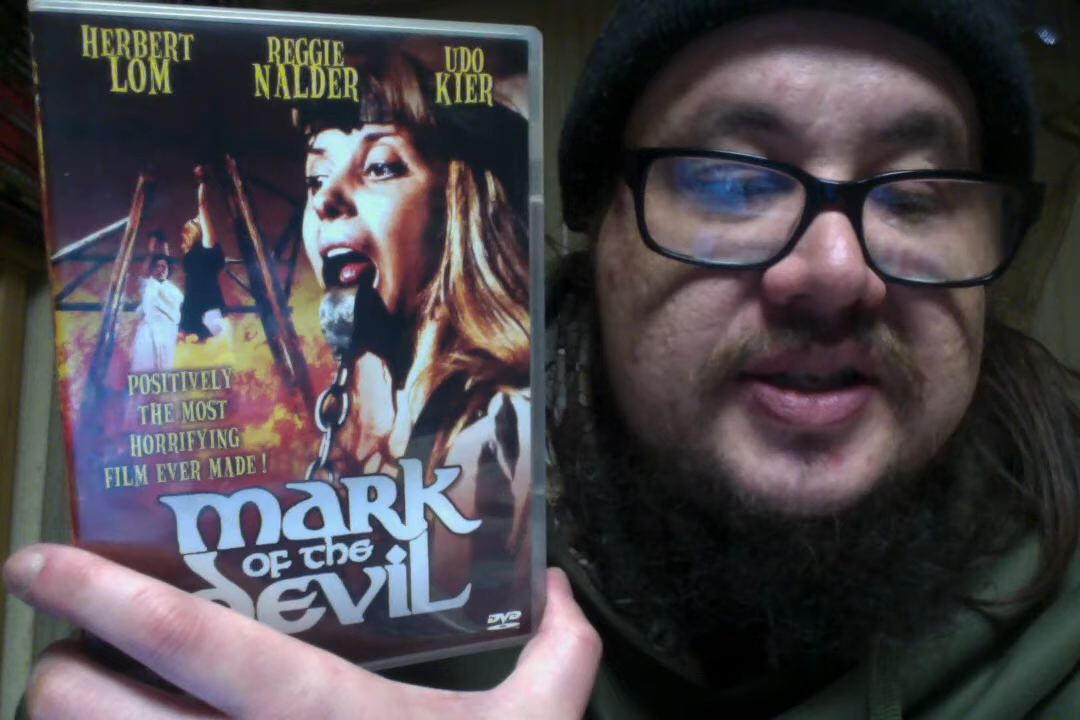 HERBERT
LOM
REGGIE
NALDER
UDO
KIER
POSITIVELY
THE MOST
HORRIFYING
FILM EVER MADE!
MARK
OF THE
DEVIL
DVD